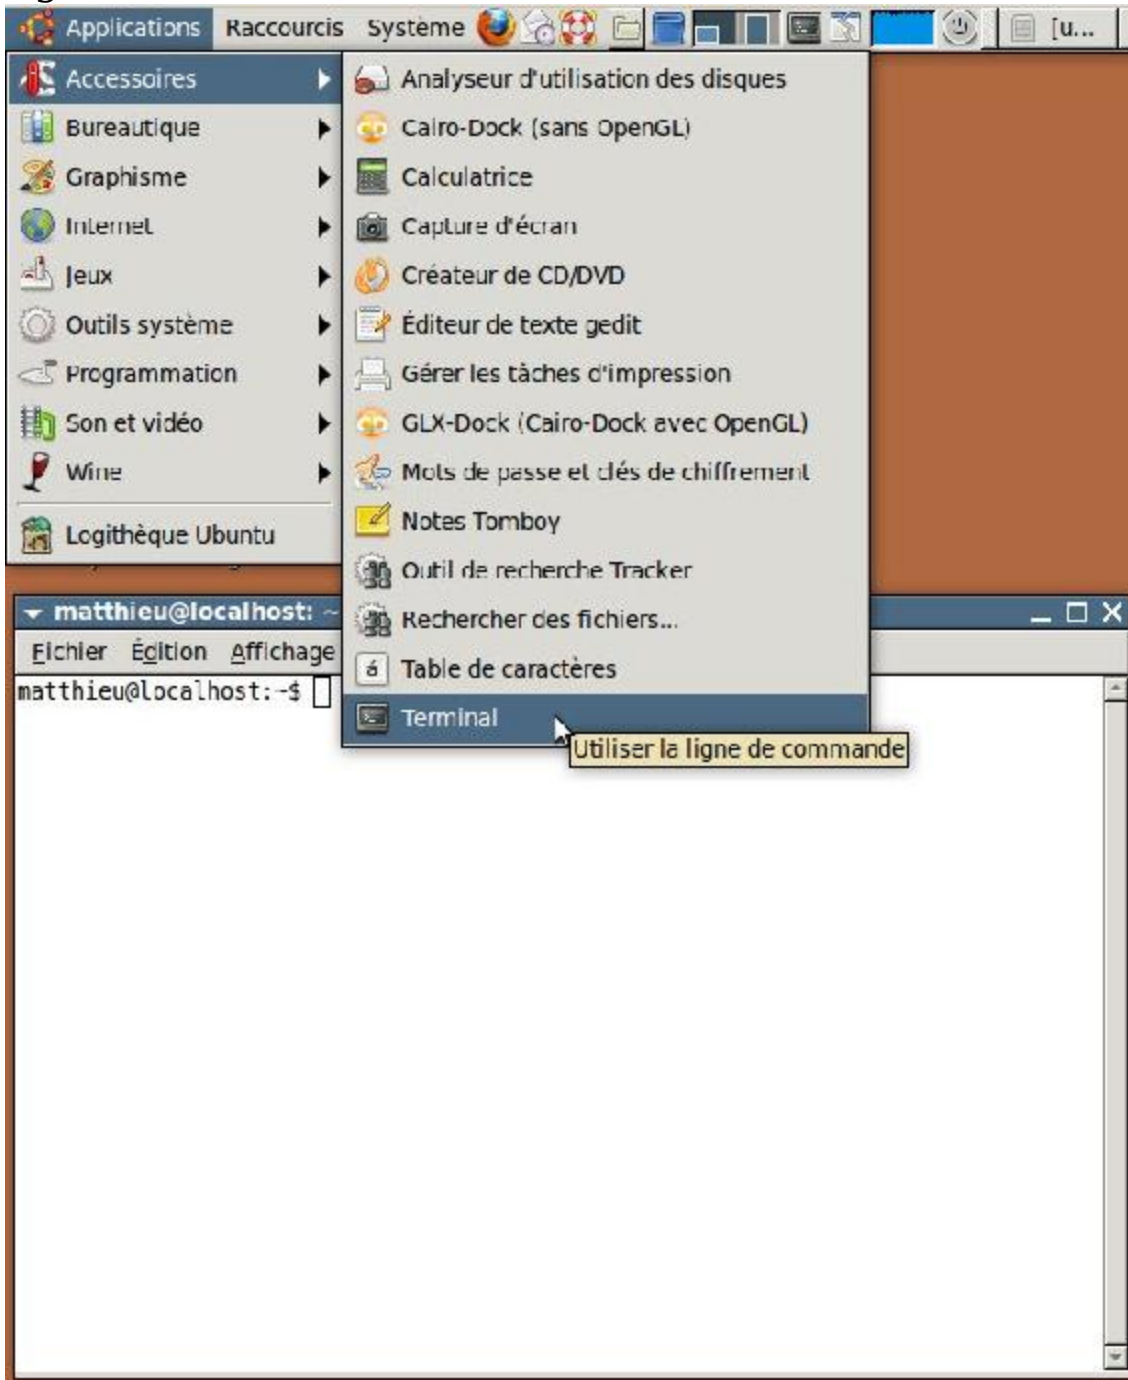 Applications Raccourcis Système [u...
Accessoires
Bureautique
Graphisme
Internet
Jeux
Outils système
Programmation
Son et vidéo
Wine
Logithèque Ubuntu
Analyseur d'utilisation des disques
Cairo-Dock (sans OpenGL)
Calculatrice
Capture d'écran
Créateur de CD/DVD
Éditeur de texte gedit
Gérer les tâches d'impression
GLX-Dock (Cairo-Dock avec OpenGL)
Mots de passe et clés de chiffrement
Notes Tomboy
Outil de recherche Tracker
Rechercher des fichiers...
Table de caractères
Terminal
Utiliser la ligne de commande
matthieu@localhost: ~
Fichier Édition Affichage
matthieu@localhost:~$